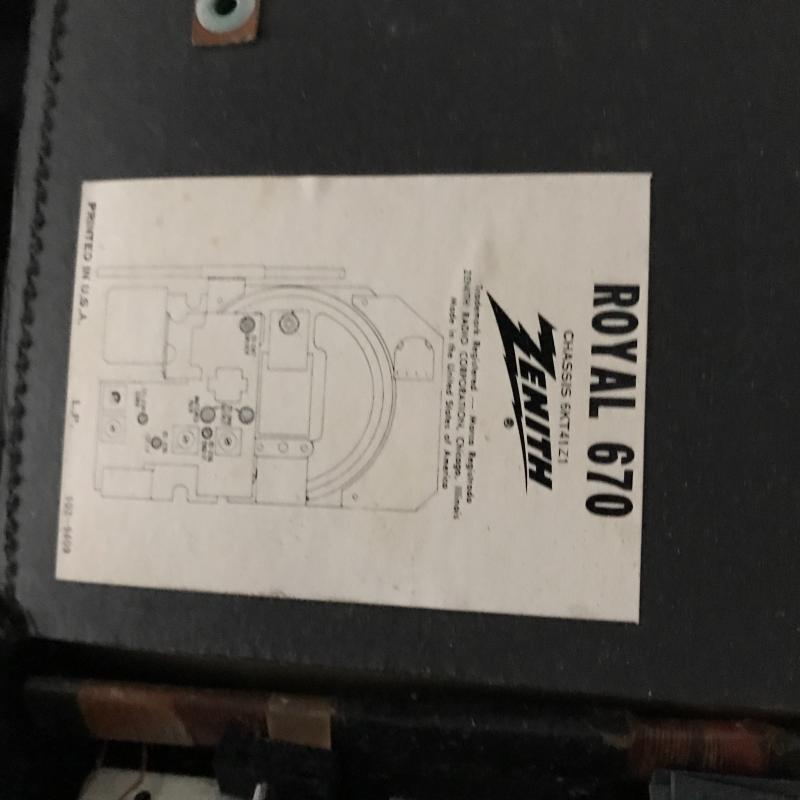 ROYAL 670
CHASSIS 6KT41Z1
ZENITH
®
Trademark Registered — Marca Registrada
ZENITH RADIO CORPORATION, Chicago, Illinois
Made in the United States of America
PRINTED IN U.S.A. L.P.